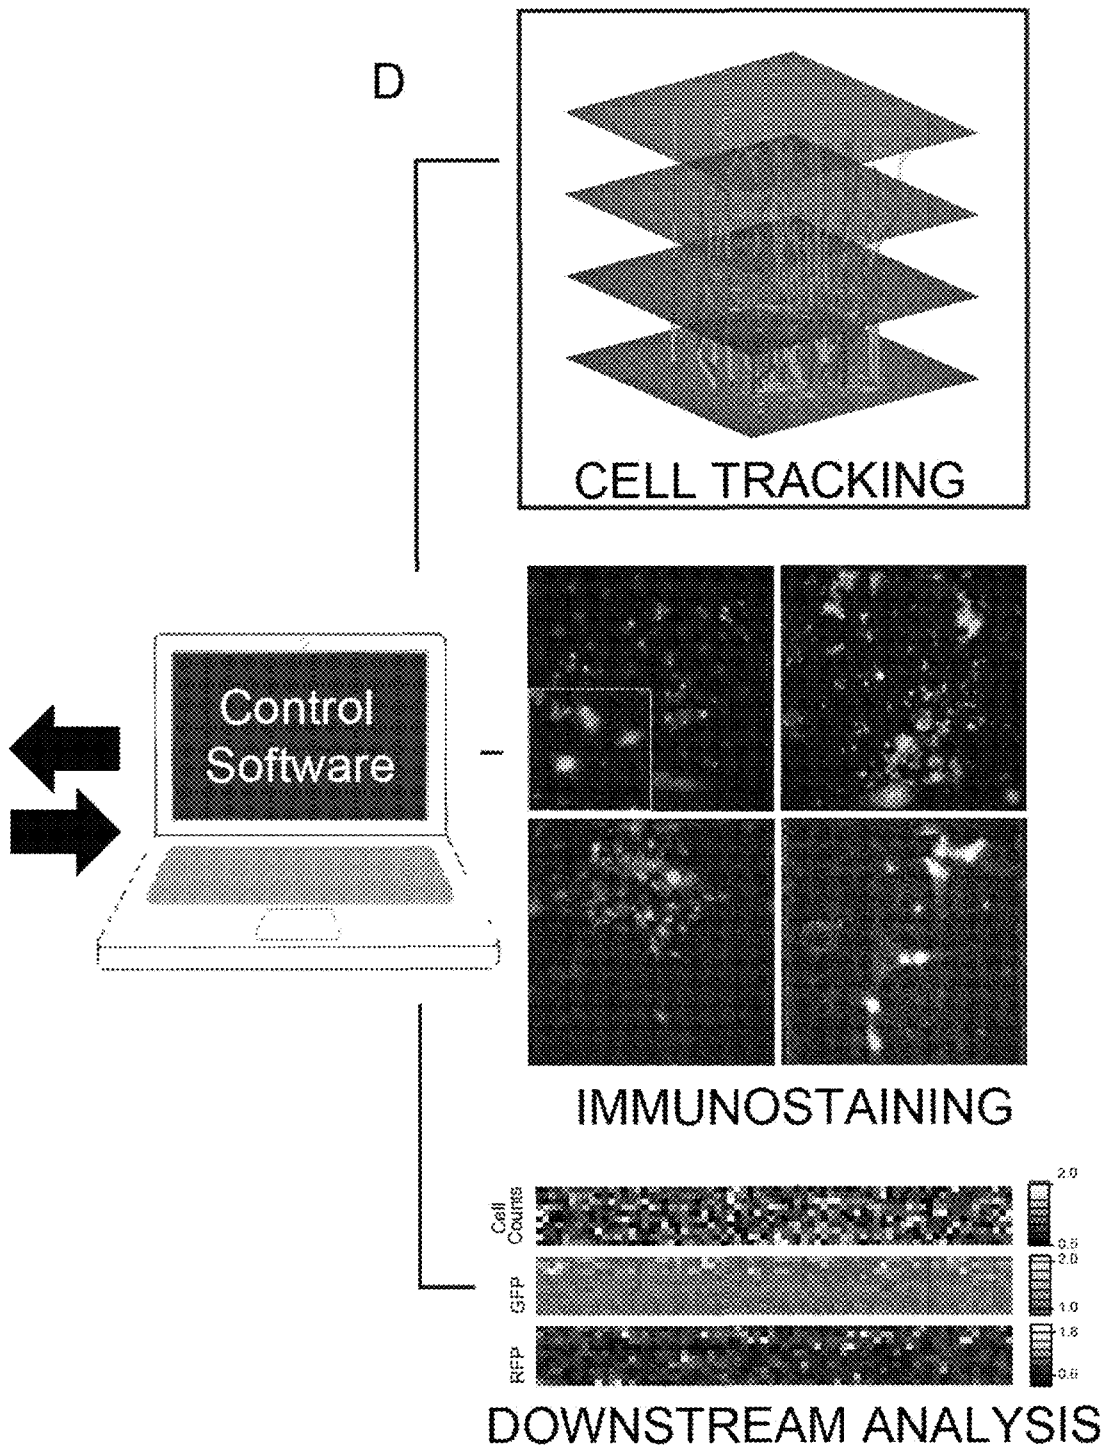 D
CELL TRACKING
Control
Software
IMMUNOSTAINING
Cell
Counts
2.0
0.5
GFP
2.0
1.0
RFP
1.8
0.6
DOWNSTREAM ANALYSIS